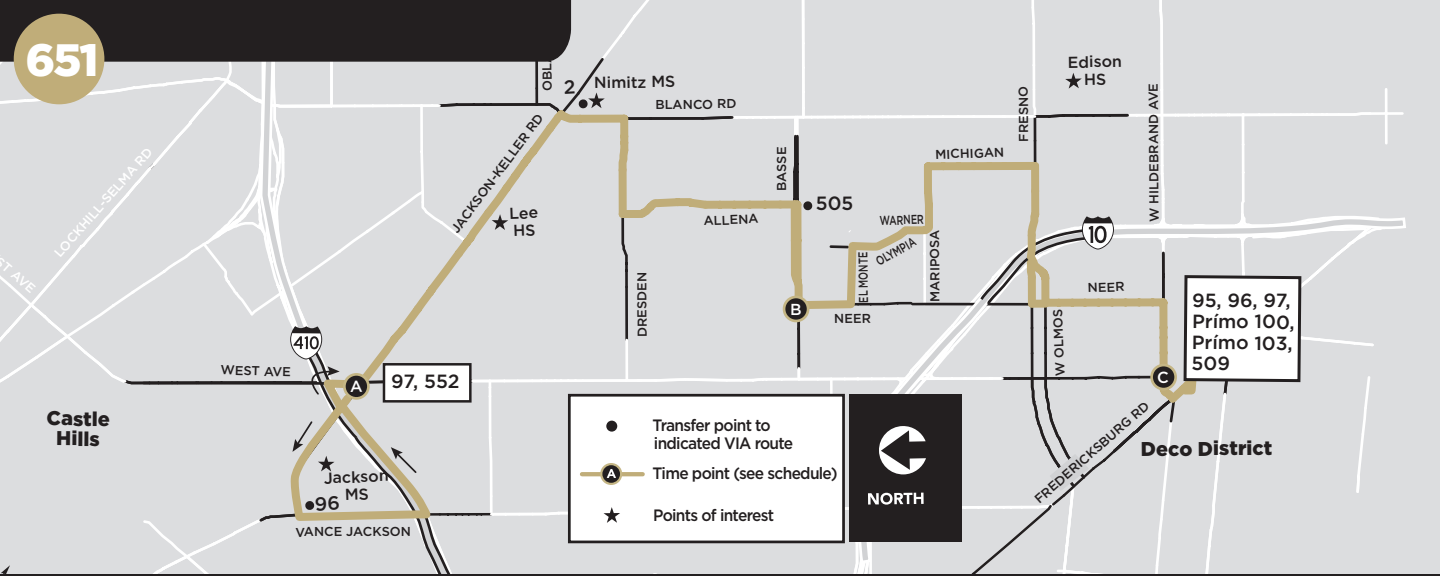 651
OBL
2
Nimitz MS
BLANCO RD
Edison
HS
FRESNO
W HILDEBRAND AVE
LOCKHILL-SELMA RD
ST AVE
JACKSON-KELLER RD
Lee
HS
BASSE
505
ALLENA
MICHIGAN
WARNER
OLYMPIA
MARIPOSA
EL MONTE
10
DRESDEN
B
NEER
NEER
W OLMOS
95, 96, 97,
Prímo 100,
Prímo 103,
509
410
WEST AVE
A
97, 552
C
Castle
Hills
Jackson
MS
96
VANCE JACKSON
Transfer point to
indicated VIA route
A
Time point (see schedule)
Points of interest
NORTH
FREDERICKSBURG RD
Deco District